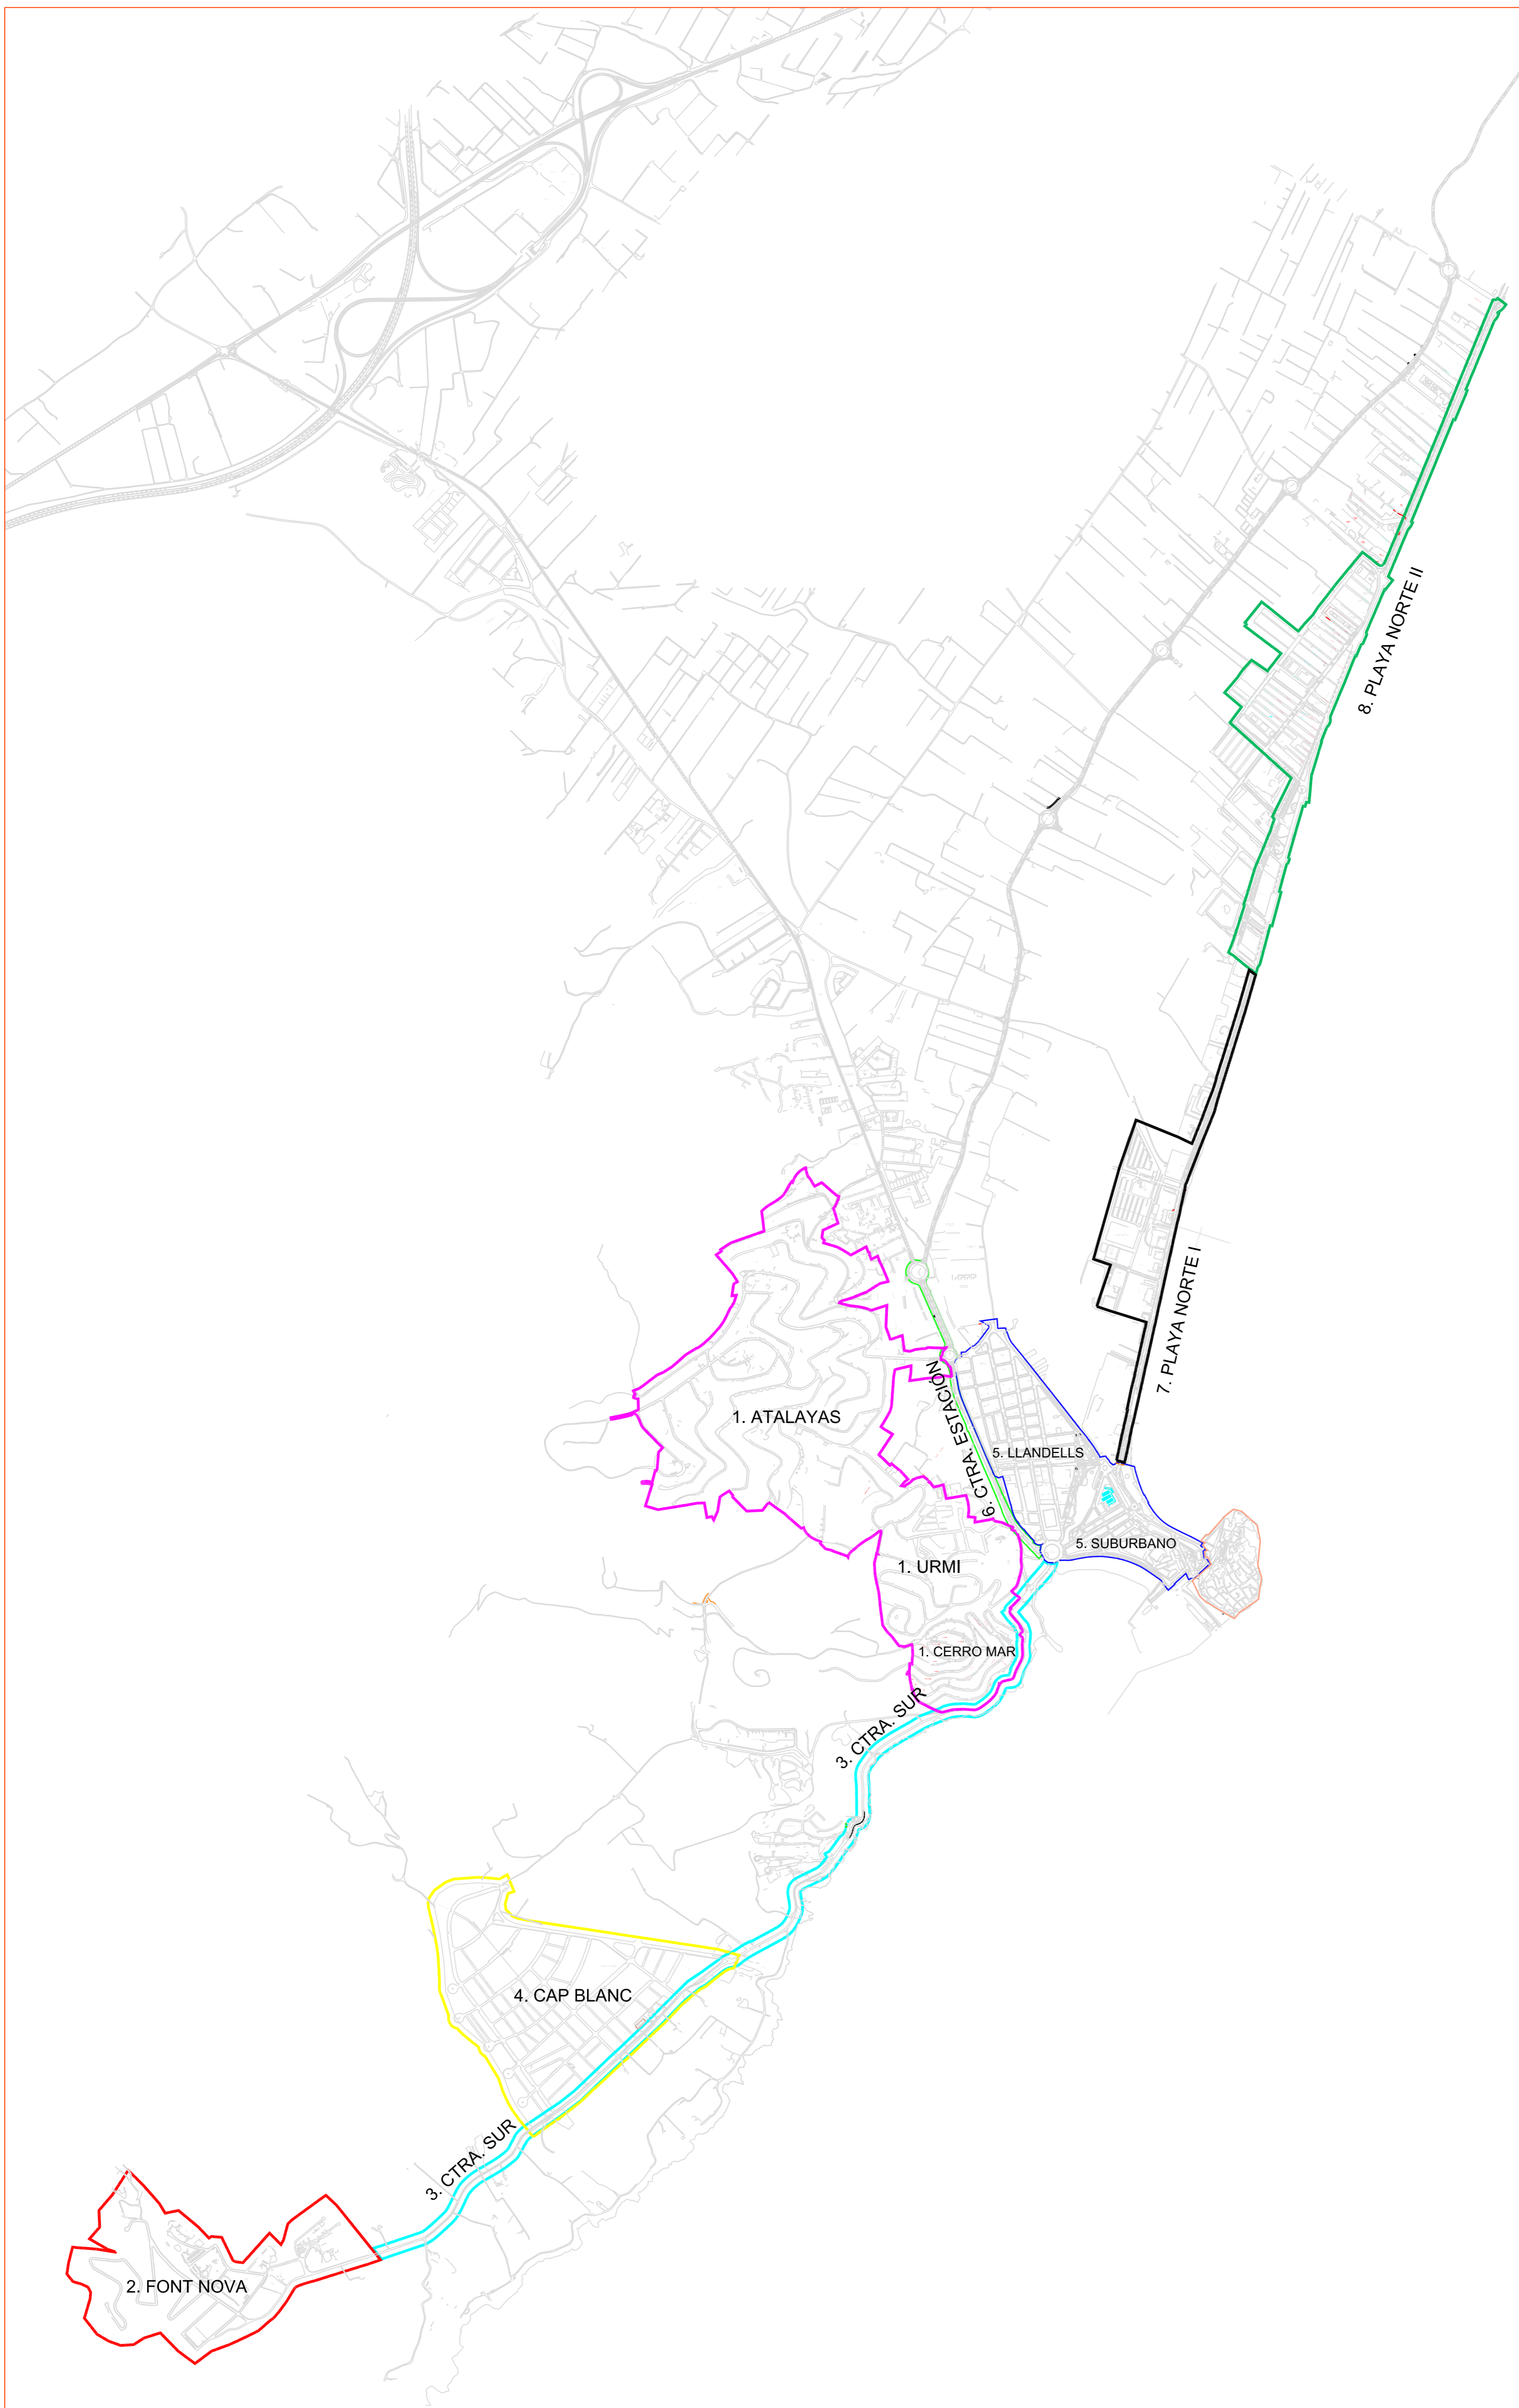 8. PLAYA NORTE II
7. PLAYA NORTE I
1. ATALAYAS
6. CTRA. ESTACIÓN
5. LLANDELLS
5. SUBURBANO
1. URMI
1. CERRO MAR
3. CTRA. SUR
4. CAP BLANC
3. CTRA. SUR
2. FONT NOVA